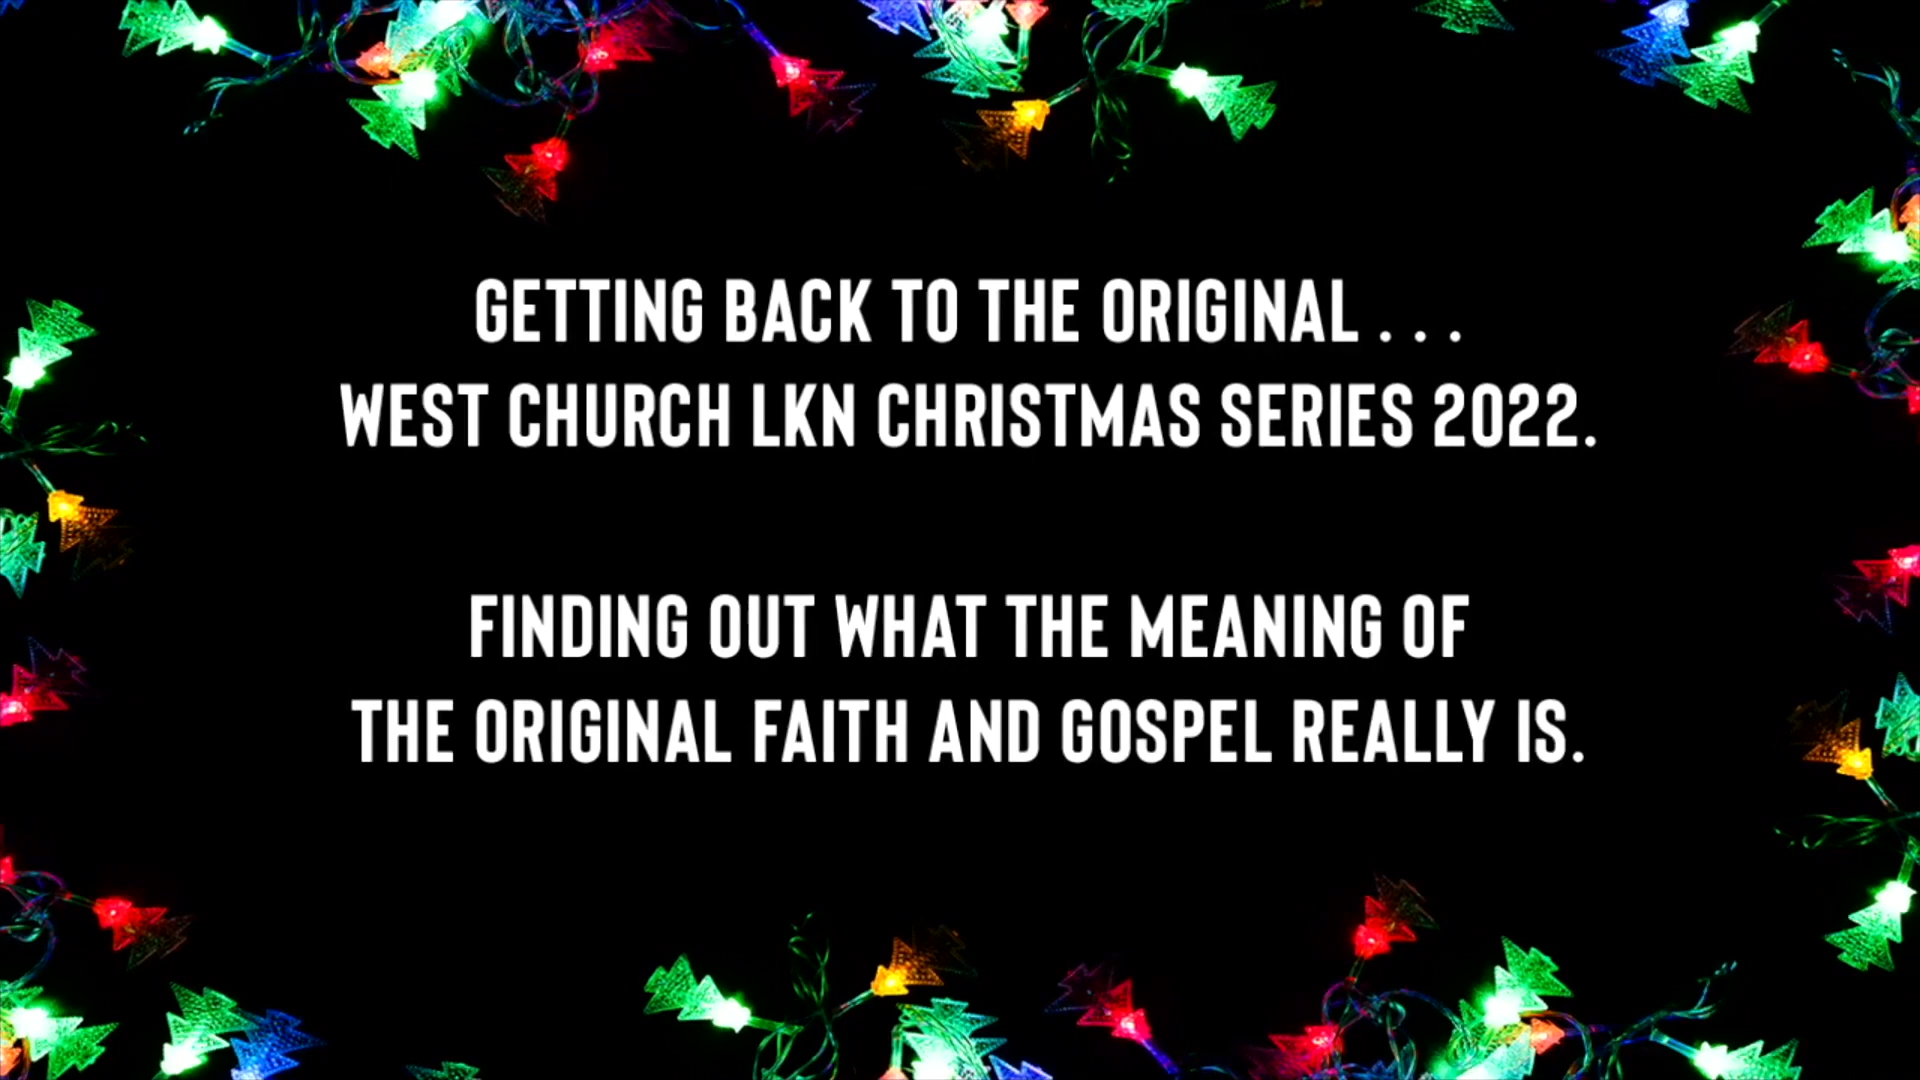 GETTING BACK TO THE ORIGINAL . . .
WEST CHURCH LKN CHRISTMAS SERIES 2022.
FINDING OUT WHAT THE MEANING OF
THE ORIGINAL FAITH AND GOSPEL REALLY IS.